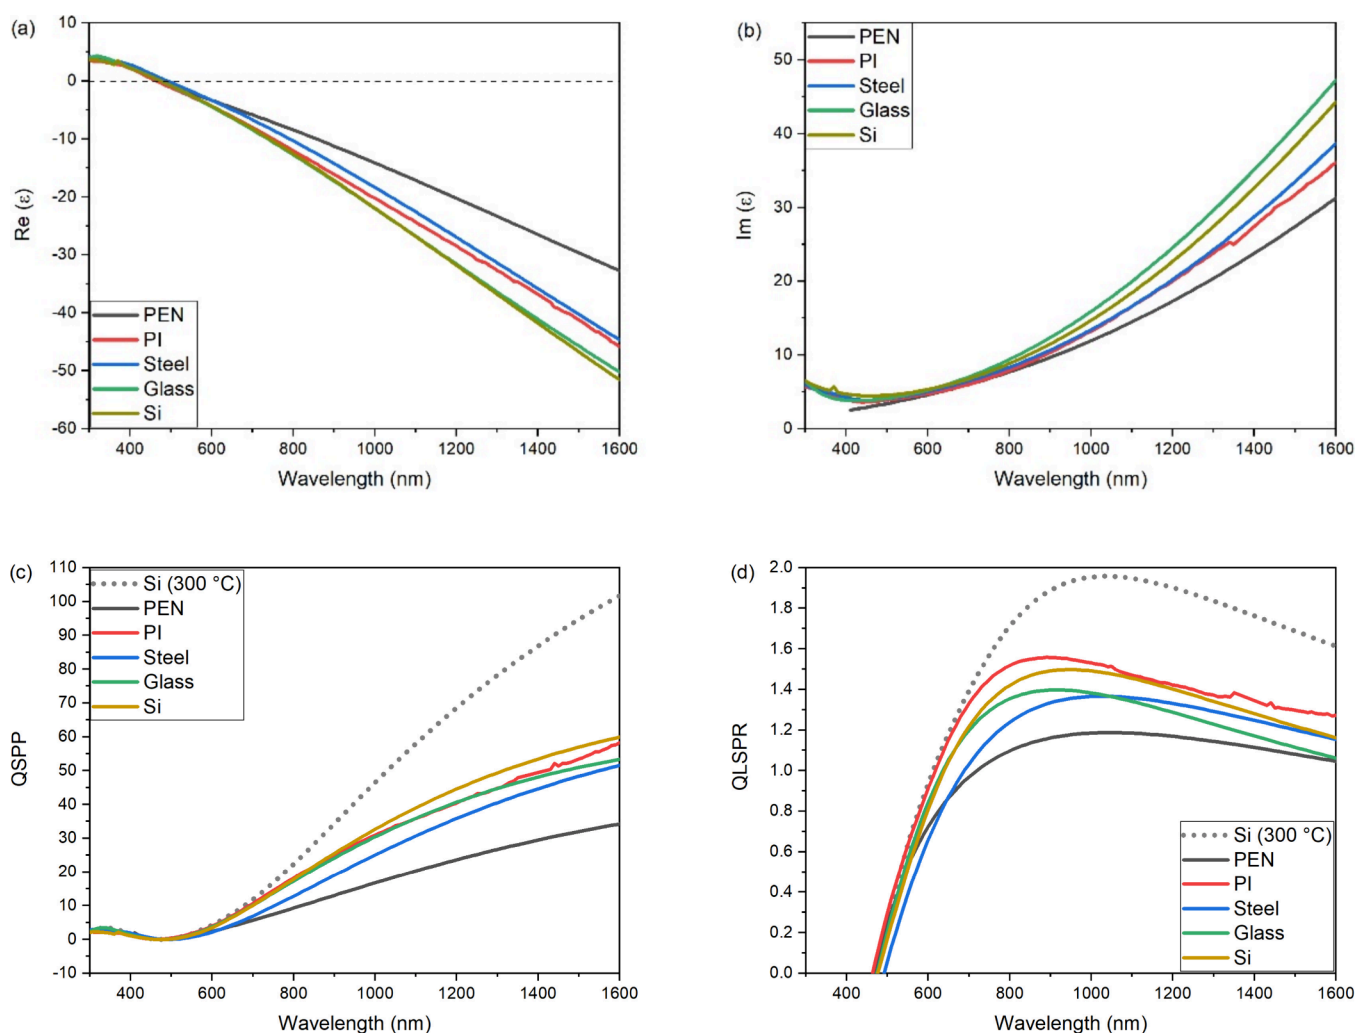 (a)
10
0
-10
-20
-30
-40
-50
-60
Re (ε)
PEN
PI
Steel
Glass
Si
400 600 800 1000 1200 1400 1600
Wavelength (nm)
(b)
50
40
30
20
10
0
Im (ε)
PEN
PI
Steel
Glass
Si
400 600 800 1000 1200 1400 1600
Wavelength (nm)
(c)
110
100
90
80
70
60
50
40
30
20
10
0
-10
QSPP
Si (300 °C)
PEN
PI
Steel
Glass
Si
400 600 800 1000 1200 1400 1600
Wavelength (nm)
(d)
2.0
1.8
1.6
1.4
1.2
1.0
0.8
0.6
0.4
0.2
0.0
QLSPR
Si (300 °C)
PEN
PI
Steel
Glass
Si
400 600 800 1000 1200 1400 1600
Wavelength (nm)